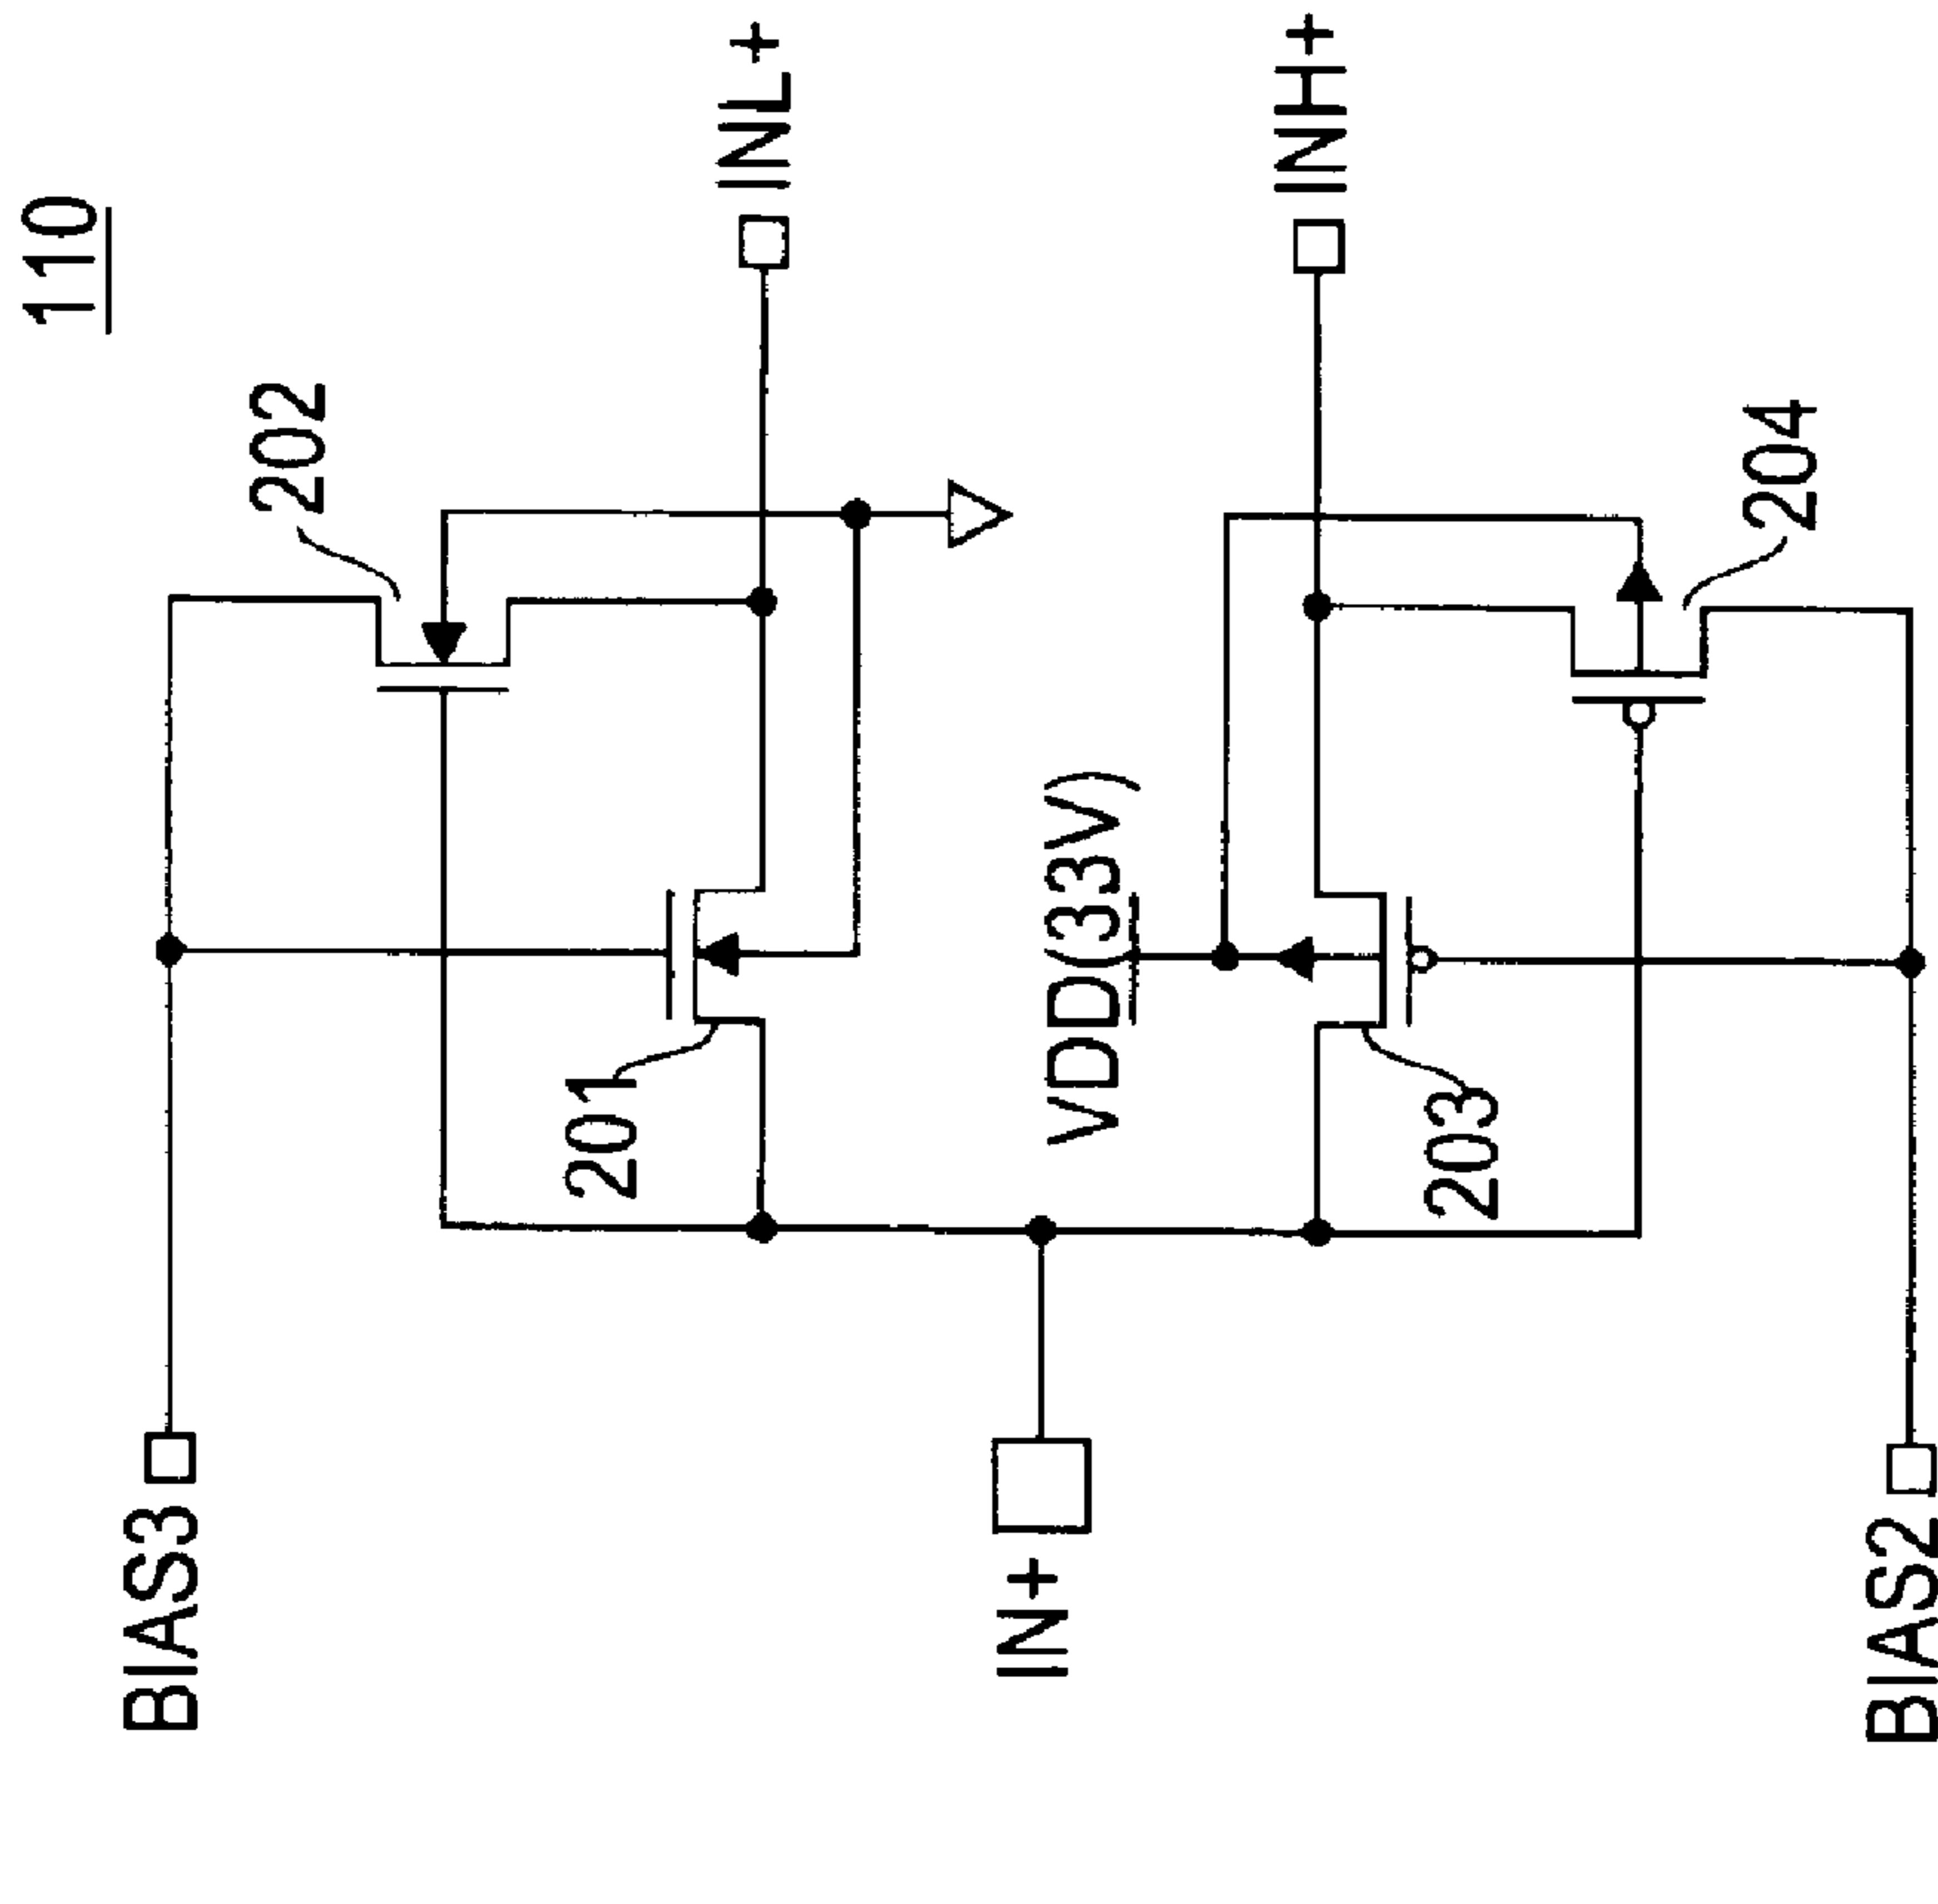 110
BIAS3
202
201
INL+
IN+
VDD(33V)
INH+
203
204
BIAS2